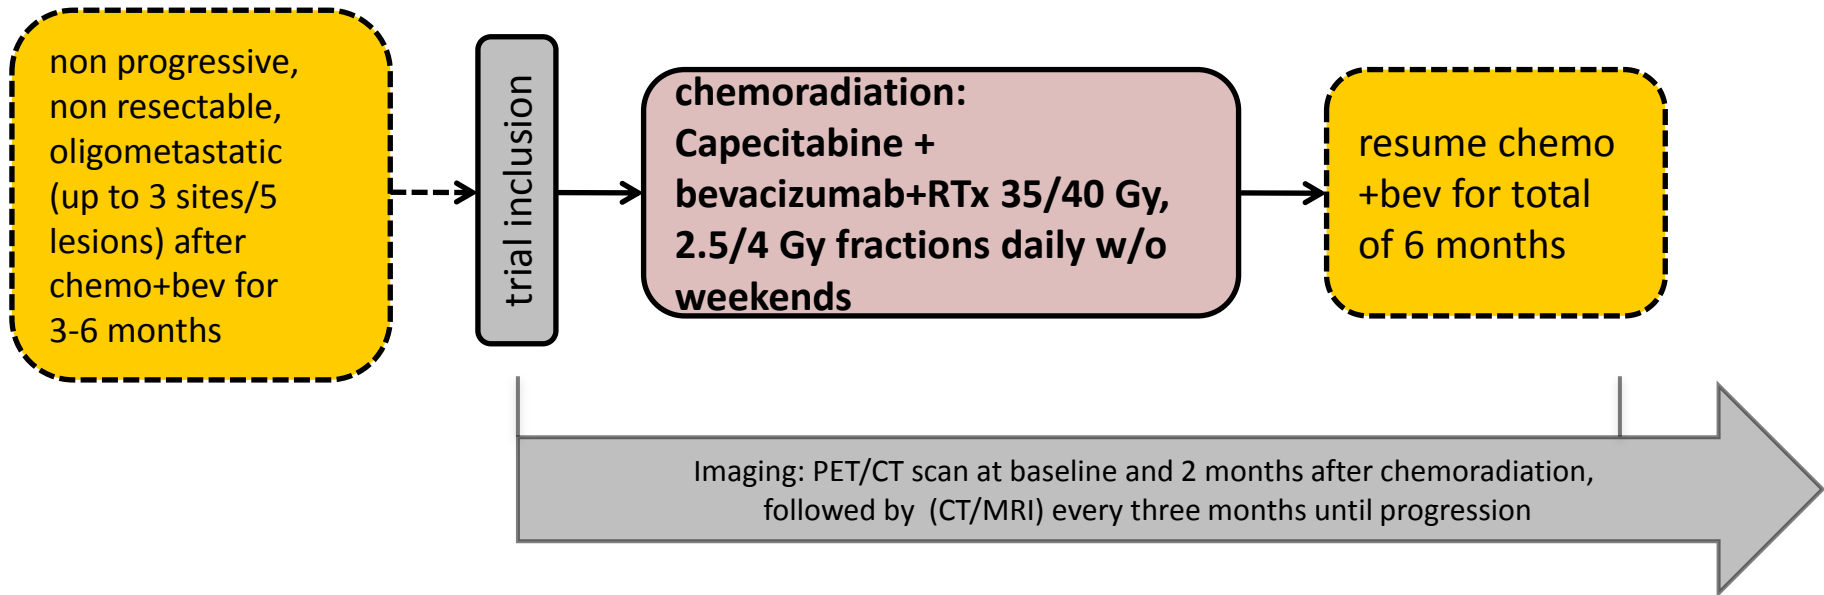 non progressive,
non resectable,
oligometastatic
(up to 3 sites/5
lesions) after
chemo+bev for
3-6 months
trial inclusion
chemoradiation:
Capecitabine +
bevacizumab+RTx 35/40 Gy,
2.5/4 Gy fractions daily w/o
weekends
resume chemo
+bev for total
of 6 months
Imaging: PET/CT scan at baseline and 2 months after chemoradiation,
followed by (CT/MRI) every three months until progression